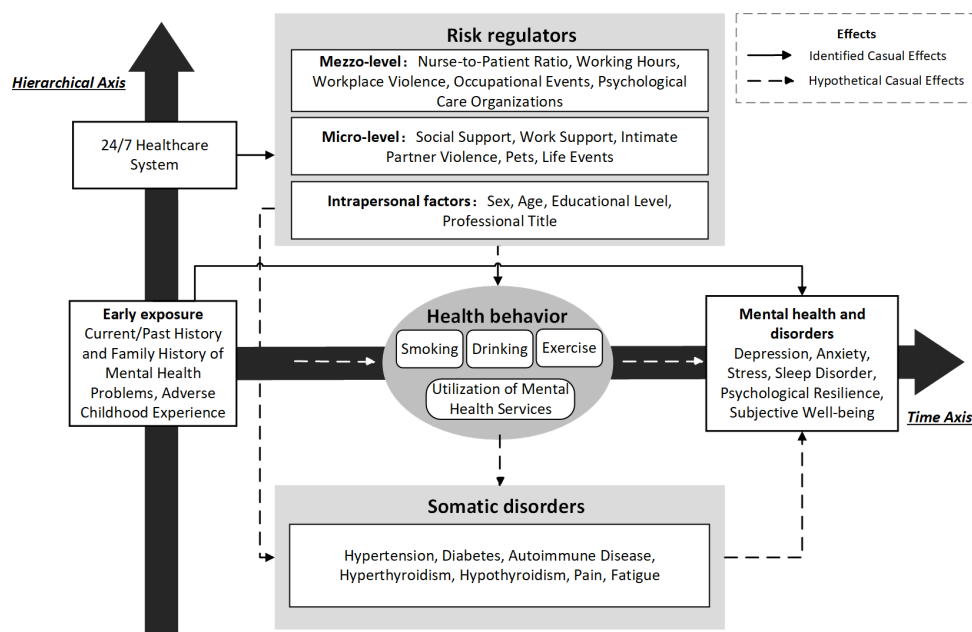 Risk regulators
Mezzo-level：Nurse-to-Patient Ratio, Working Hours,
Workplace Violence, Occupational Events, Psychological
Care Organizations
Effects
Identified Casual Effects
Hypothetical Casual Effects
Hierarchical Axis
24/7 Healthcare
System
Micro-level：Social Support, Work Support, Intimate
Partner Violence, Pets, Life Events
Intrapersonal factors：Sex, Age, Educational Level,
Professional Title
Early exposure
Current/Past History
and Family History of
Mental Health
Problems, Adverse
Childhood Experience
Health behavior
Smoking
Drinking
Exercise
Utilization of Mental
Health Services
Mental health and
disorders
Depression, Anxiety,
Stress, Sleep Disorder,
Psychological Resilience,
Subjective Well-being
Time Axis
Somatic disorders
Hypertension, Diabetes, Autoimmune Disease,
Hyperthyroidism, Hypothyroidism, Pain, Fatigue